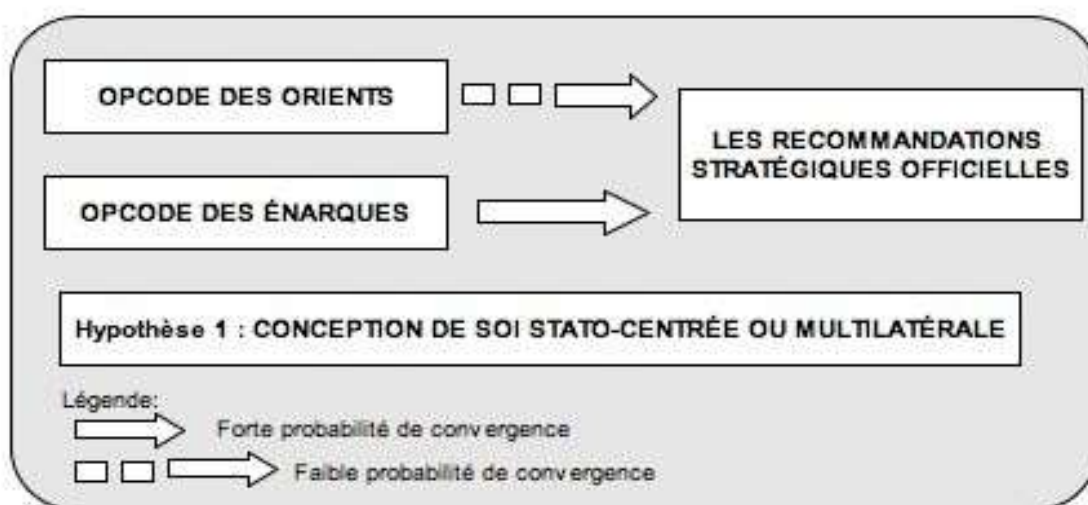 OPCODE DES ORIENTS
LES RECOMMANDATIONS
STRATÉGIQUES OFFICIELLES
OPCODE DES ÉNARQUES
Hypothèse 1 : CONCEPTION DE SOI STATO-CENTRÉE OU MULTILATÉRALE
Légende:
Forte probabilité de convergence
Faible probabilité de convergence